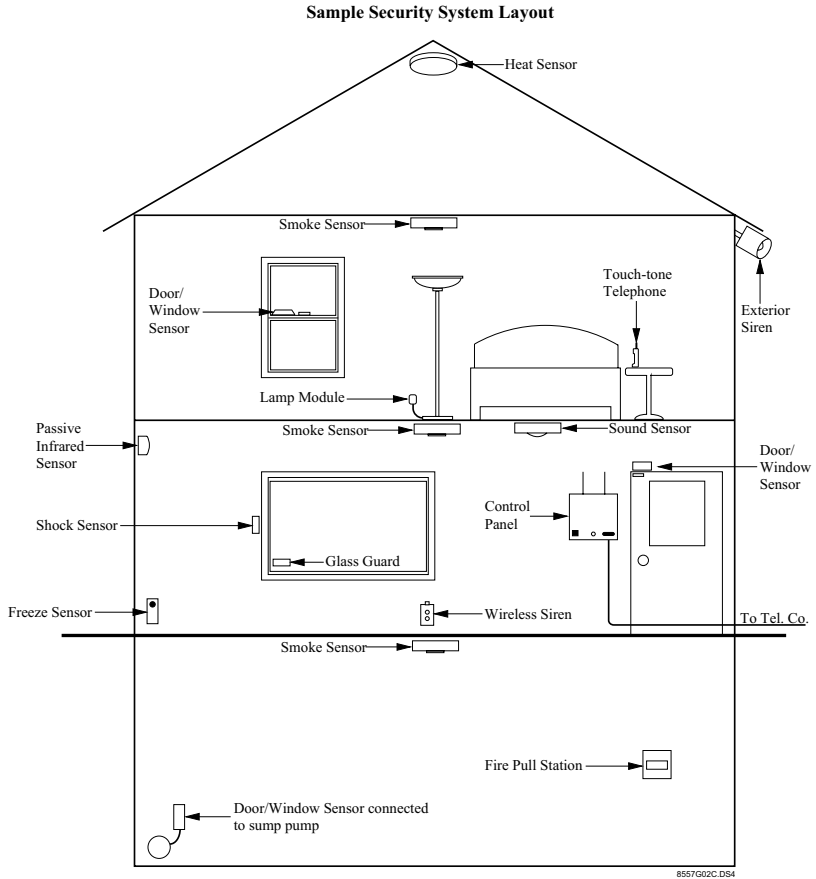 Sample Security System Layout
Heat Sensor
Smoke Sensor
Touch-tone
Telephone
Door/
Window
Sensor
Exterior
Siren
Lamp Module
Passive
Infrared
Sensor
Smoke Sensor
Sound Sensor
Door/
Window
Sensor
Control
Panel
Shock Sensor
Glass Guard
Freeze Sensor
Wireless Siren
To Tel. Co.
Smoke Sensor
Fire Pull Station
Door/Window Sensor connected
to sump pump
8557G02C.DS4